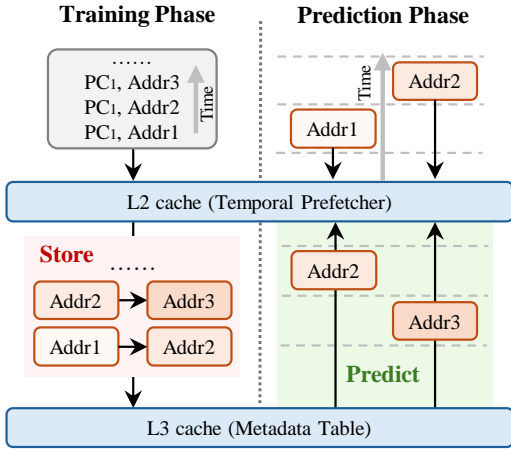 Training Phase
Prediction Phase
......
PC1, Addr3
PC1, Addr2
PC1, Addr1
Time
Time
Addr2
Addr1
L2 cache (Temporal Prefetcher)
Store
......
Addr2
Addr3
Addr1
Addr2
Addr2
Addr3
Predict
L3 cache (Metadata Table)